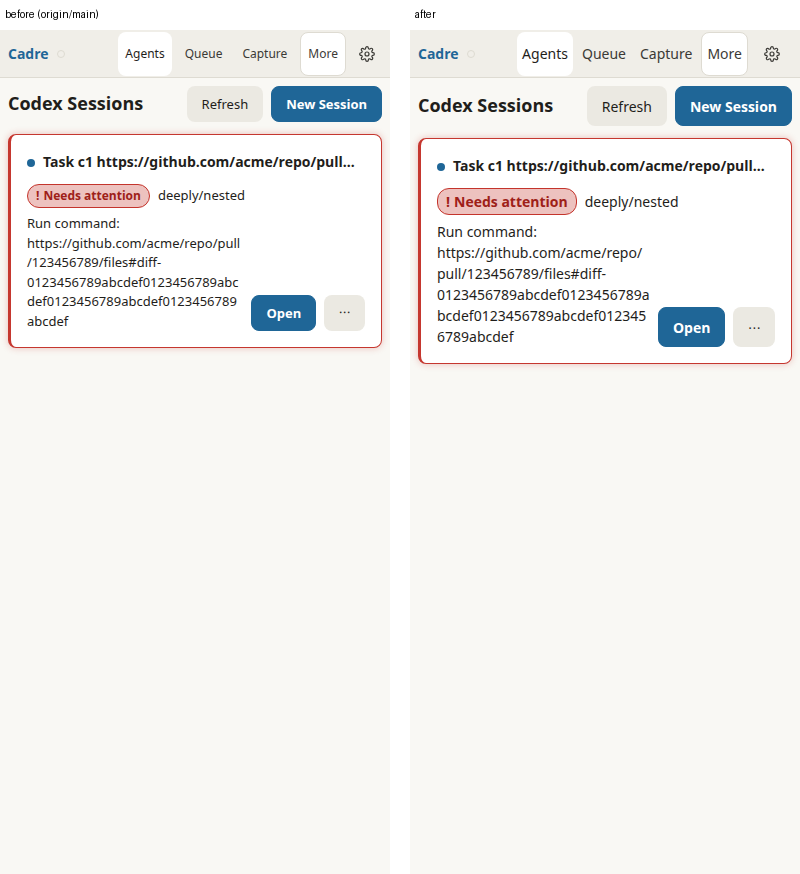 before (origin/main)
Cadre Agents Queue Capture More
Codex Sessions Refresh New Session
Task c1 https://github.com/acme/repo/pull...
! Needs attention deeply/nested
Run command:
https://github.com/acme/repo/pull
/123456789/files#diff-
0123456789abcdef0123456789abc
def0123456789abcdef0123456789
abcdef
Open ...
after
Cadre Agents Queue Capture More
Codex Sessions Refresh New Session
Task c1 https://github.com/acme/repo/pull...
! Needs attention deeply/nested
Run command:
https://github.com/acme/repo/
pull/123456789/files#diff-
0123456789abcdef0123456789a
bcdef0123456789abcdef012345
6789abcdef
Open ...